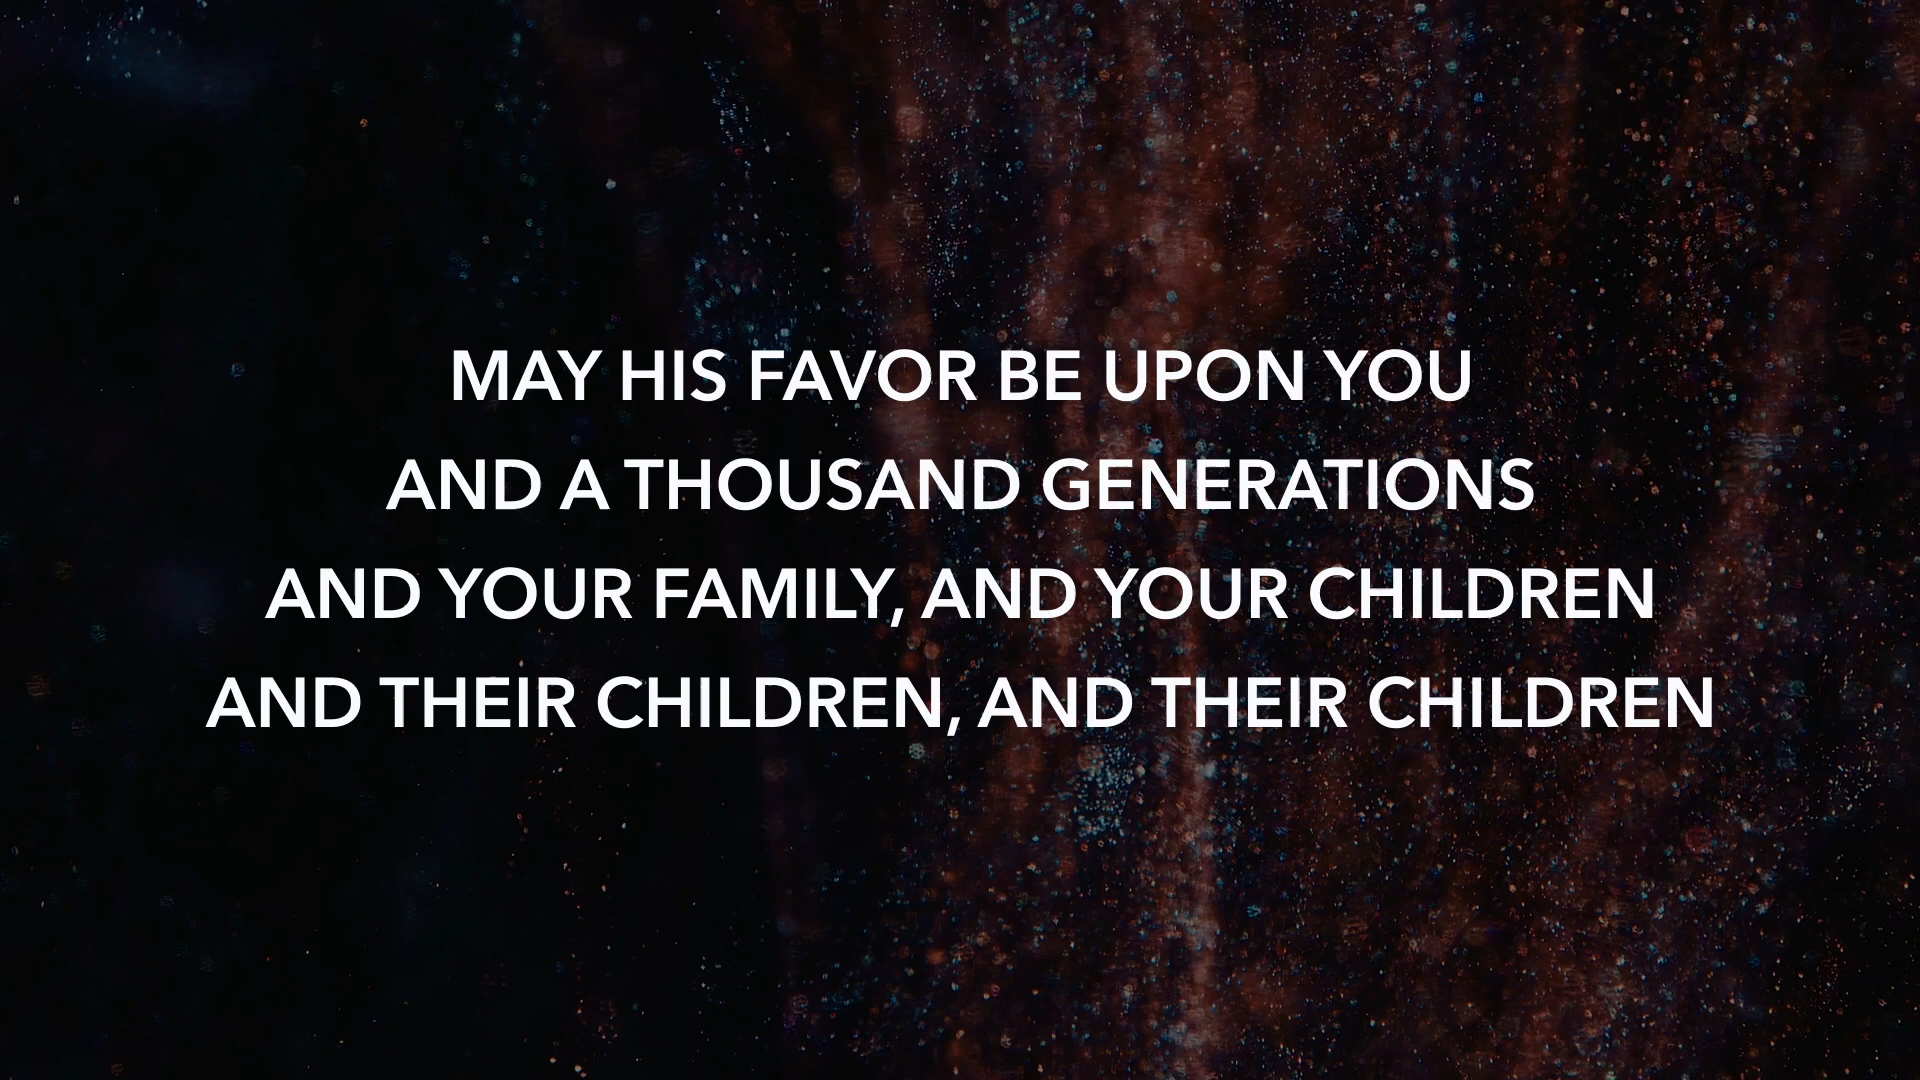 MAY HIS FAVOR BE UPON YOU
AND A THOUSAND GENERATIONS
AND YOUR FAMILY, AND YOUR CHILDREN
AND THEIR CHILDREN, AND THEIR CHILDREN